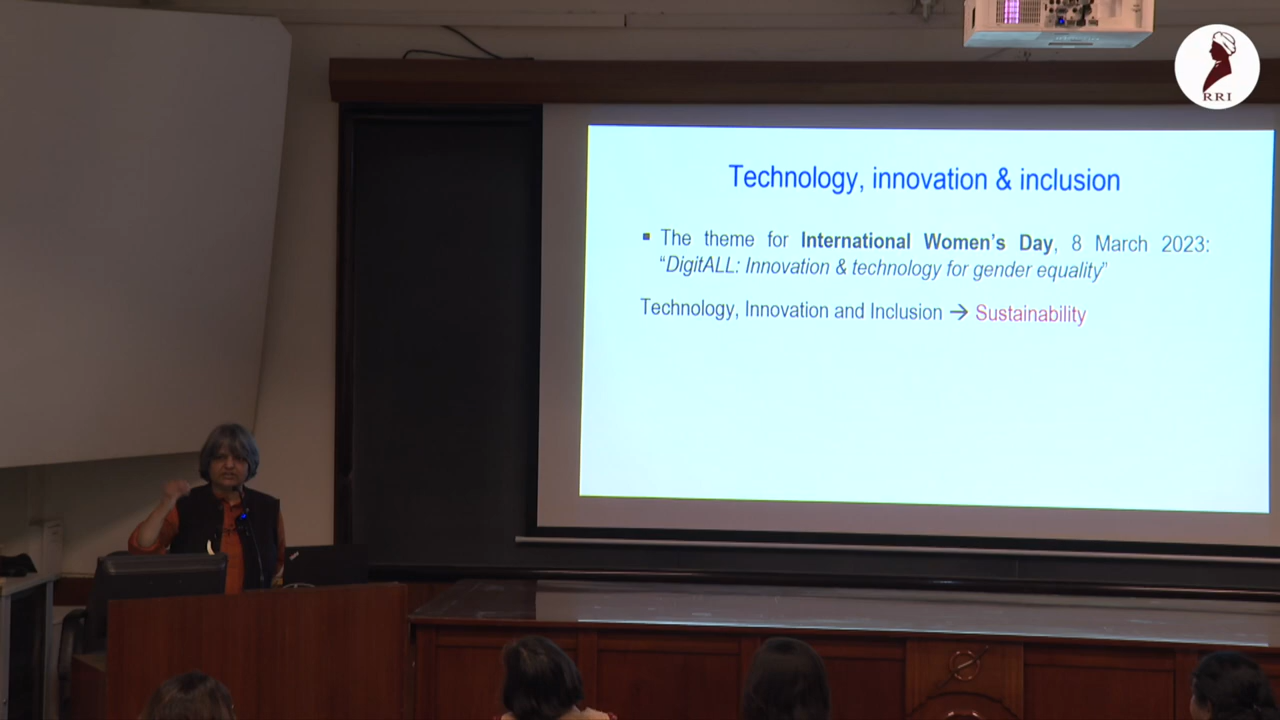 RRI
Technology, innovation & inclusion
▪ The theme for International Women's Day, 8 March 2023:
“DigitALL: Innovation & technology for gender equality”
Technology, Innovation and Inclusion → Sustainability